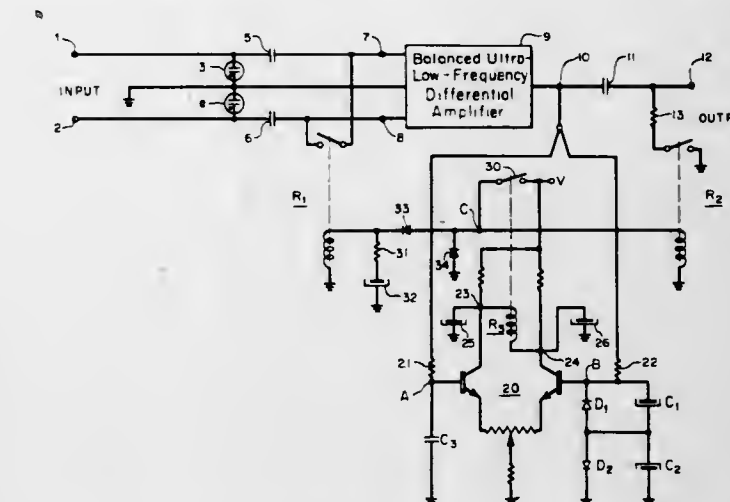 1
5
7
9
10
11
12
3
INPUT
Balanced Ultra-
Low-Frequency
Differential
Amplifier
13
OUTP
2
6
8
30
V
R1
R2
33
C
31
34
32
23
R3
25
26
24
21
22
A
B
20
D1
C1
C3
D2
C2